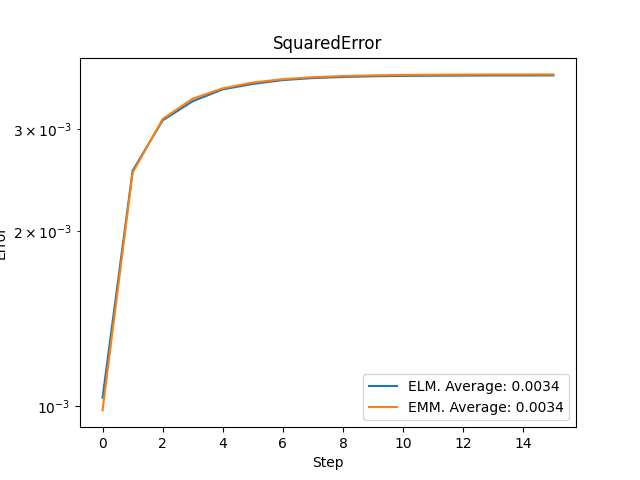 SquaredError
Error
3 × 10⁻³
2 × 10⁻³
10⁻³
0 2 4 6 8 10 12 14
Step
ELM. Average: 0.0034
EMM. Average: 0.0034